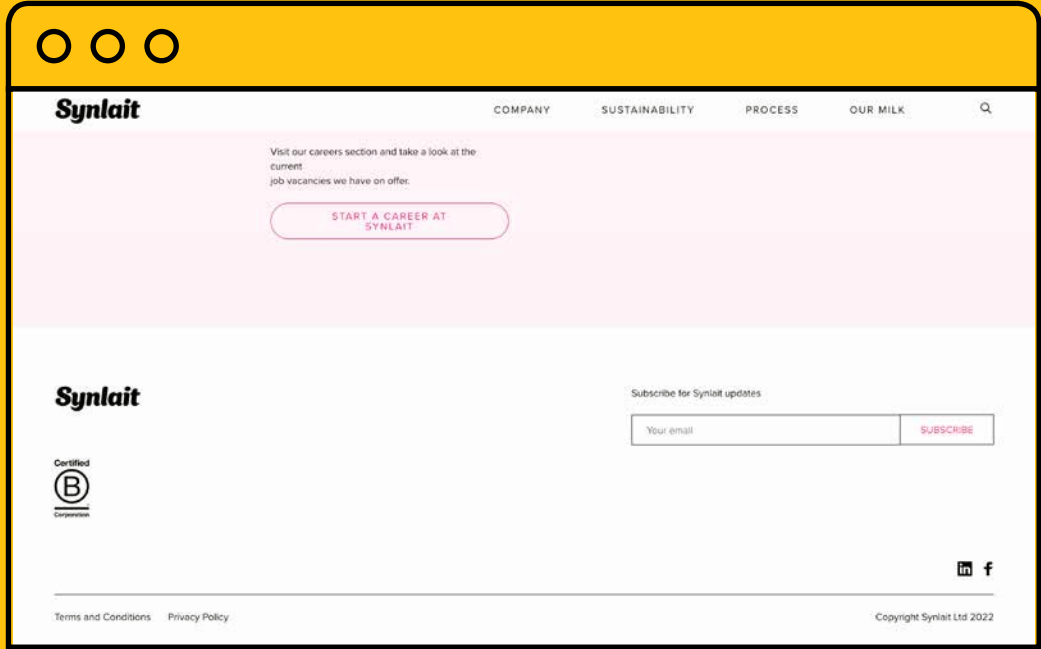 Synlait
COMPANY SUSTAINABILITY PROCESS OUR MILK
Visit our careers section and take a look at the
current
job vacancies we have on offer.
START A CAREER AT
SYNLAIT
Synlait
Subscribe for Synlait updates
Your email
SUBSCRIBE
Certified
B
Corporation
in f
Terms and Conditions Privacy Policy
Copyright Synlait Ltd 2022